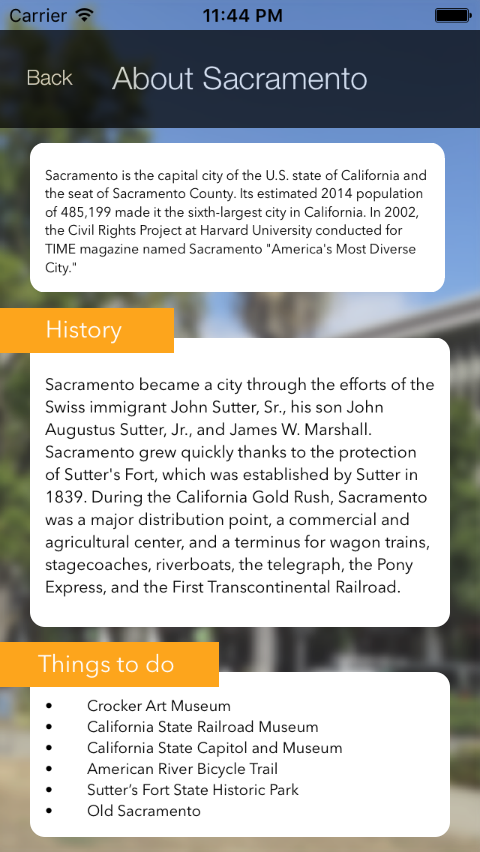 Carrier 11:44 PM
Back About Sacramento
Sacramento is the capital city of the U.S. state of California and
the seat of Sacramento County. Its estimated 2014 population
of 485,199 made it the sixth-largest city in California. In 2002,
the Civil Rights Project at Harvard University conducted for
TIME magazine named Sacramento "America's Most Diverse
City."
History
Sacramento became a city through the efforts of the
Swiss immigrant John Sutter, Sr., his son John
Augustus Sutter, Jr., and James W. Marshall.
Sacramento grew quickly thanks to the protection
of Sutter's Fort, which was established by Sutter in
1839. During the California Gold Rush, Sacramento
was a major distribution point, a commercial and
agricultural center, and a terminus for wagon trains,
stagecoaches, riverboats, the telegraph, the Pony
Express, and the First Transcontinental Railroad.
Things to do
• Crocker Art Museum
• California State Railroad Museum
• California State Capitol and Museum
• American River Bicycle Trail
• Sutter’s Fort State Historic Park
• Old Sacramento